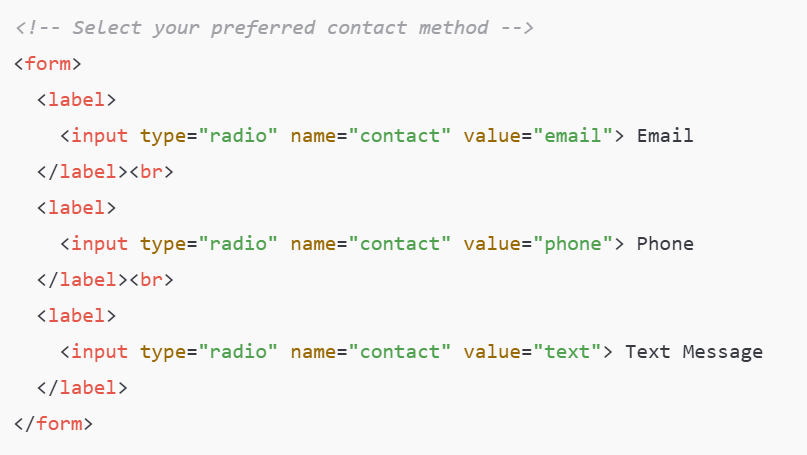 <!-- Select your preferred contact method -->
<form>
  <label>
    <input type="radio" name="contact" value="email"> Email
  </label><br>
  <label>
    <input type="radio" name="contact" value="phone"> Phone
  </label><br>
  <label>
    <input type="radio" name="contact" value="text"> Text Message
  </label>
</form>